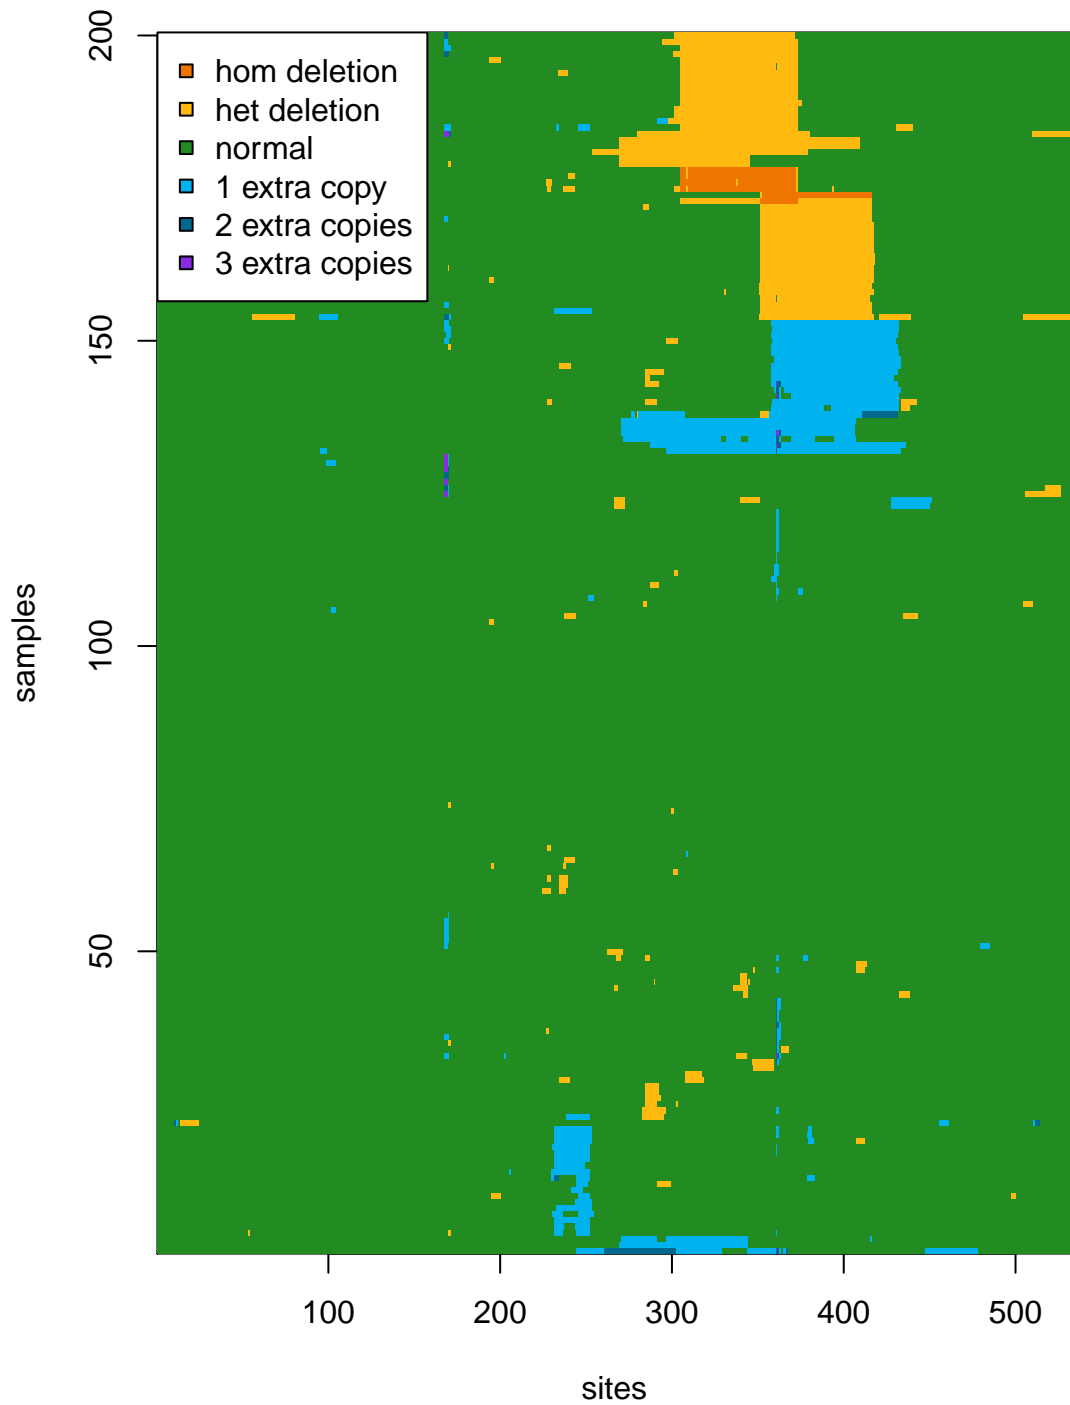 hom deletion
het deletion
normal
1 extra copy
2 extra copies
3 extra copies
200
150
100
50
samples
100
200
300
400
500
sites